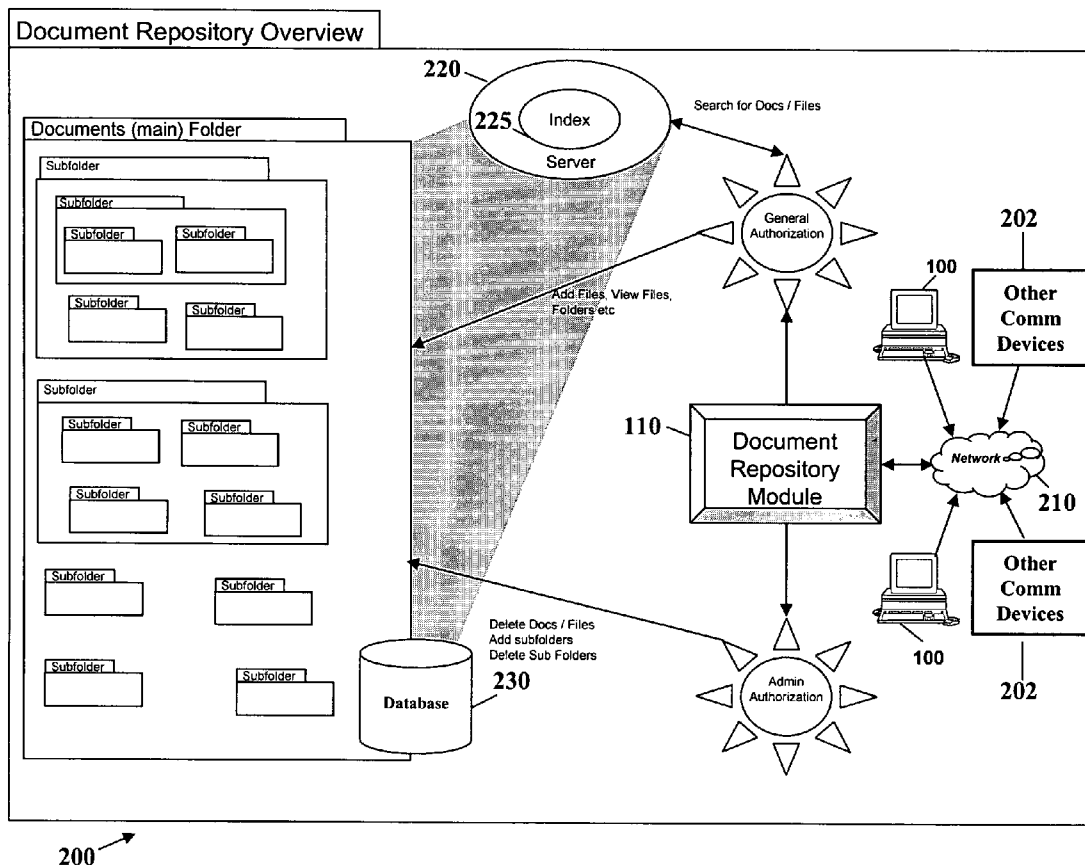 Document Repository Overview
220
225
Index
Server
Search for Docs / Files
Documents (main) Folder
Subfolder
Subfolder
Subfolder
Subfolder
Subfolder
Subfolder
General
Authorization
Add Files, View Files,
Folders etc
100
202
Other
Comm
Devices
Subfolder
Subfolder
Subfolder
Subfolder
Subfolder
110
Document
Repository
Module
Network
210
Subfolder
Subfolder
Subfolder
Subfolder
Delete Docs / Files
Add subfolders
Delete Sub Folders
230
Database
Admin
Authorization
100
Other
Comm
Devices
202
200